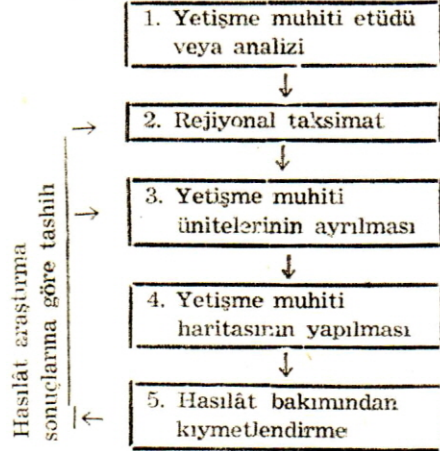 1. Yetişme muhiti etüdü
veya analizi
2. Rejiyonal taksimat
3. Yetişme muhiti
ünitelerinin ayrılması
4. Yetişme muhiti
haritasının yapılması
5. Hasılât bakımından
kıymetlendirme
Hasılât araştırma
sonuçlarına göre tashih